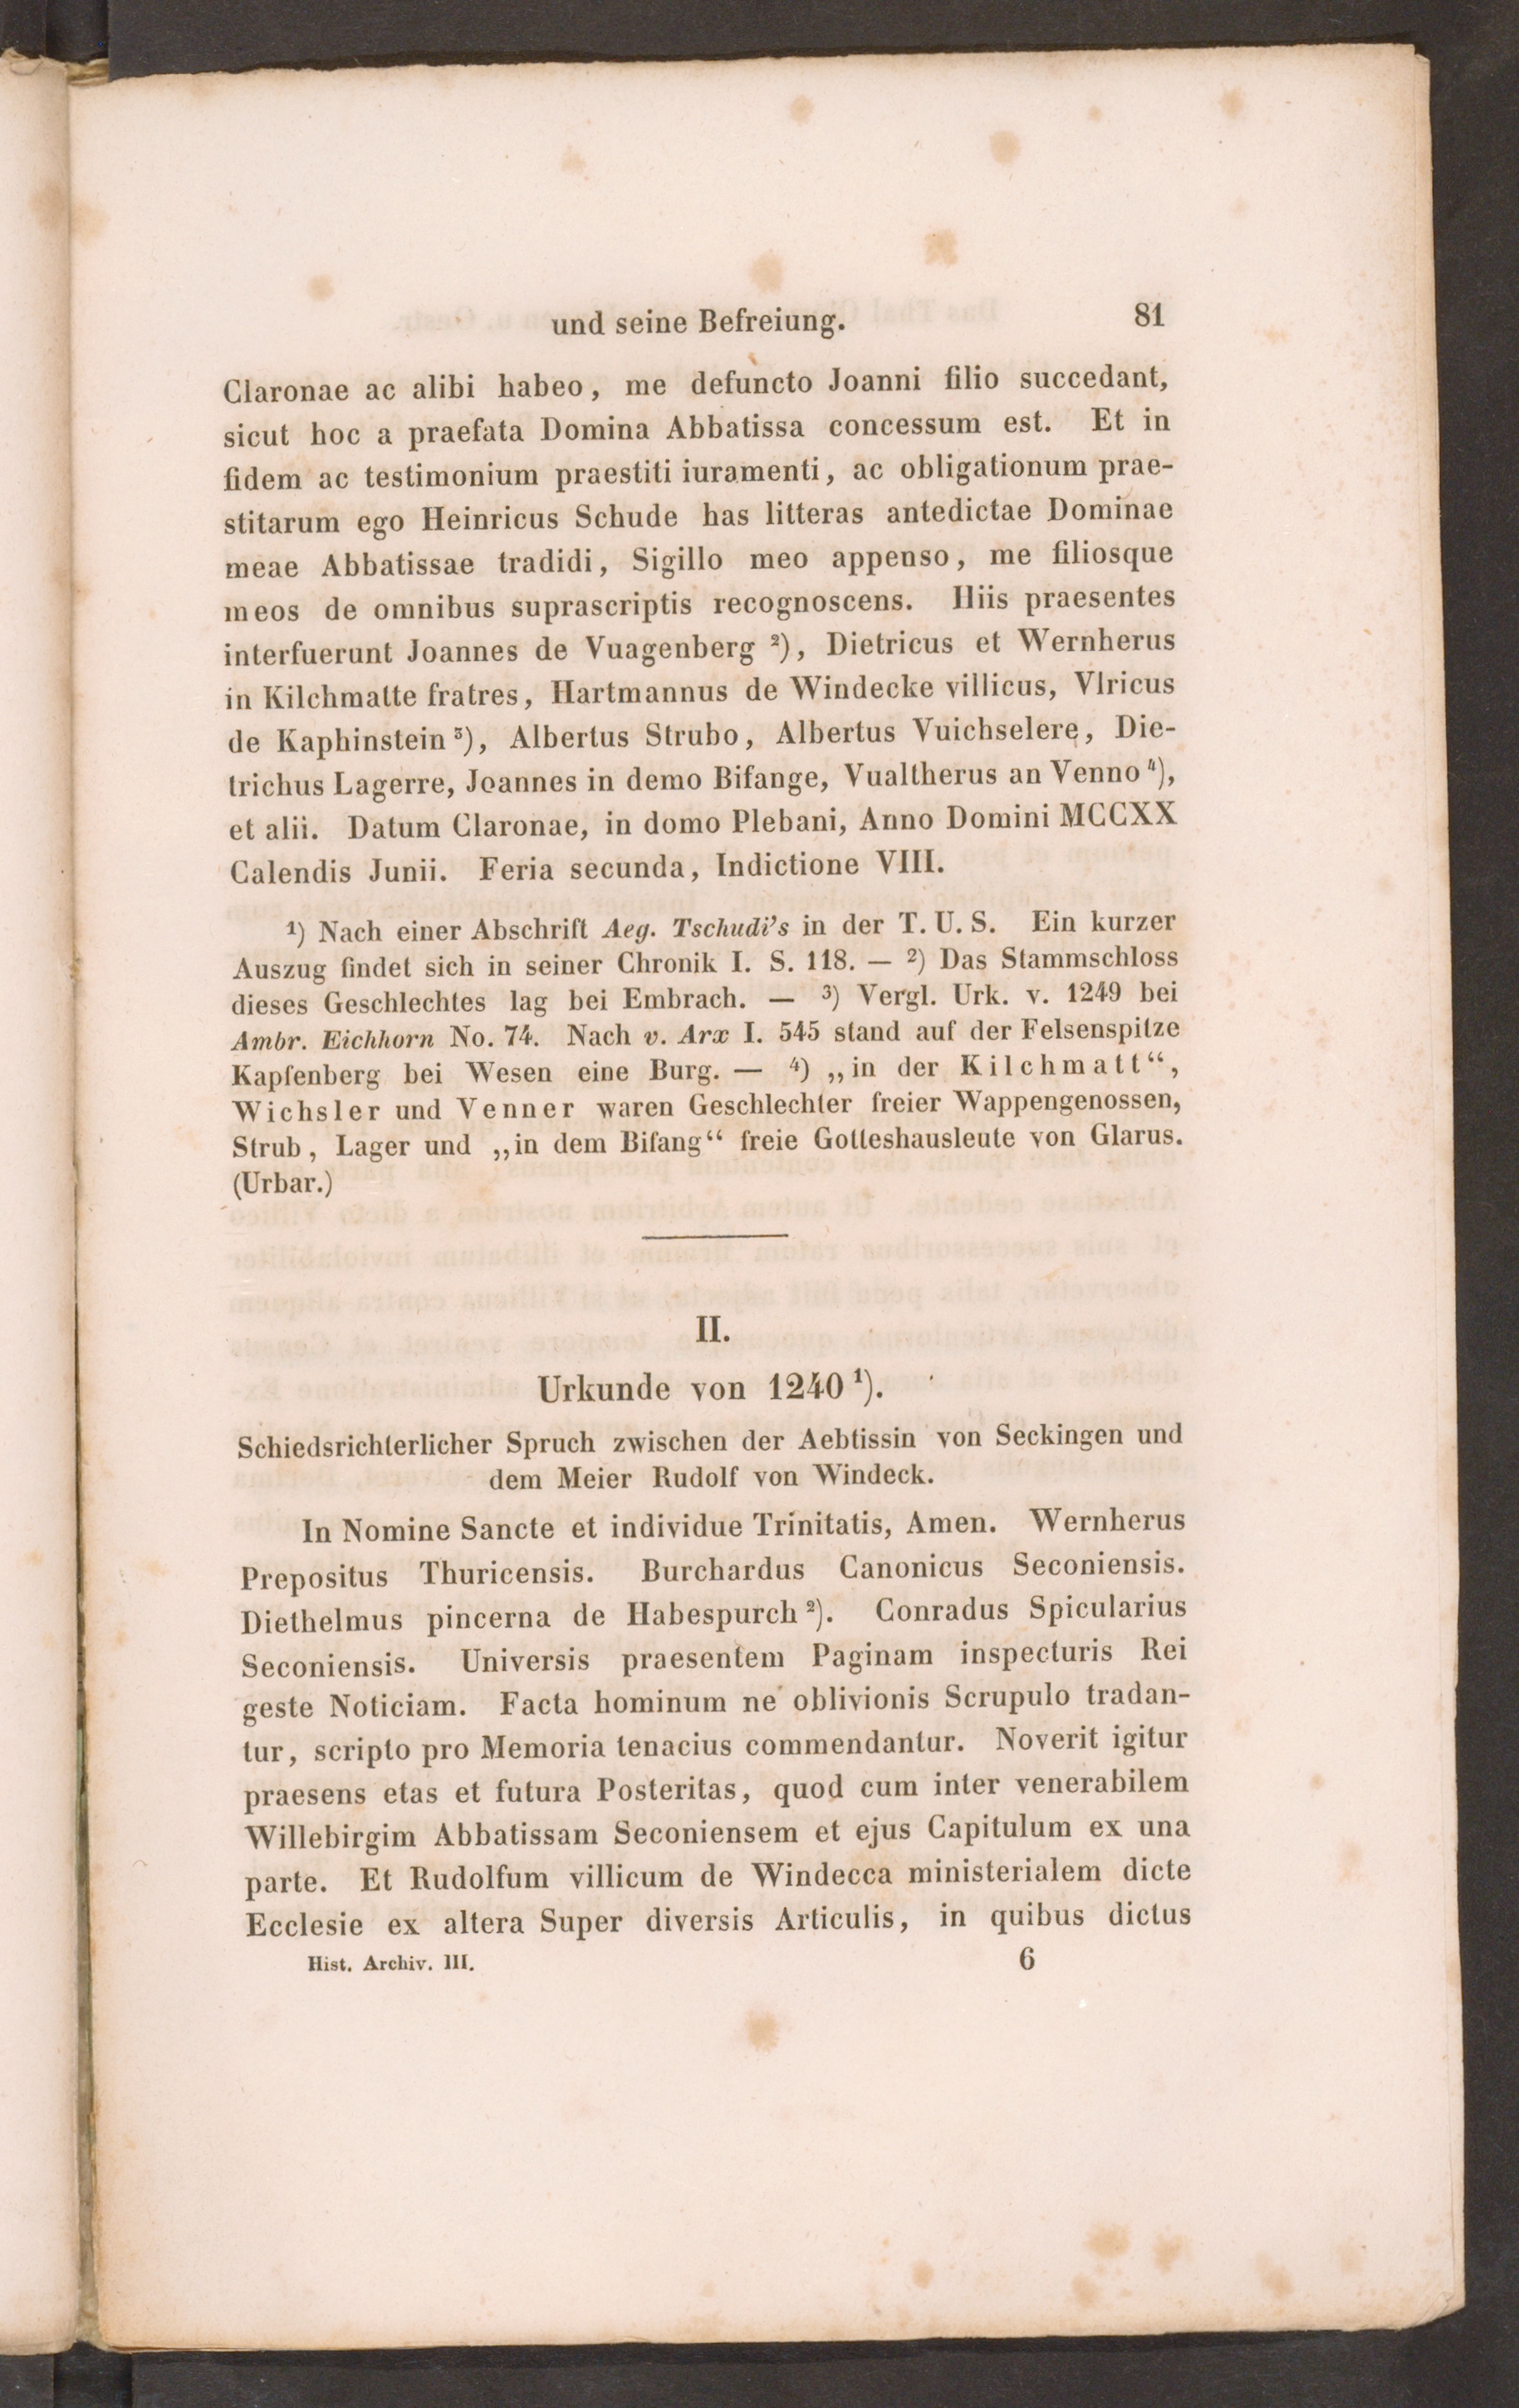 und seine Befreiung. 81
Claronae ac alibi habeo, me defuncto Joanni filio succedant,
sicut hoc a praefata Domina Abbatissa concessum est. Et in
fidem ac testimonium praestiti iuramenti, ac obligationum prae-
stitarum ego Heinricus Schude has litteras antedictae Dominae
meae Abbatissae tradidi, Sigillo meo appenso, me filiosque
meos de omnibus suprascriptis recognoscens. Hiis praesentes
interfuerunt Joannes de Vuagenberg ²), Dietricus et Wernherus
in Kilchmatte fratres, Hartmannus de Windecke villicus, Vlricus
de Kaphinstein ³), Albertus Strubo, Albertus Vuichselere, Die-
trichus Lagerre, Joannes in demo Bifange, Vualtherus an Venno ⁴),
et alii. Datum Claronae, in domo Plebani, Anno Domini MCCXX
Calendis Junii. Feria secunda, Indictione VIII.
¹) Nach einer Abschrift Aeg. Tschudi's in der T. U. S. Ein kurzer
Auszug findet sich in seiner Chronik I. S. 118. — ²) Das Stammschloss
dieses Geschlechtes lag bei Embrach. — ³) Vergl. Urk. v. 1249 bei
Ambr. Eichhorn No. 74. Nach v. Arx I. 545 stand auf der Felsenspitze
Kapfenberg bei Wesen eine Burg. — ⁴) „in der Kilchmatt“,
Wichsler und Venner waren Geschlechter freier Wappengenossen,
Strub, Lager und „in dem Bifang“ freie Gotteshausleute von Glarus.
(Urbar.)
II.
Urkunde von 1240 ¹).
Schiedsrichterlicher Spruch zwischen der Aebtissin von Seckingen und
dem Meier Rudolf von Windeck.
In Nomine Sancte et individue Trinitatis, Amen. Wernherus
Prepositus Thuricensis. Burchardus Canonicus Seconiensis.
Diethelmus pincerna de Habespurch ²). Conradus Spicularius
Seconiensis. Universis praesentem Paginam inspecturis Rei
geste Noticiam. Facta hominum ne oblivionis Scrupulo tradan-
tur, scripto pro Memoria tenacius commendantur. Noverit igitur
praesens etas et futura Posteritas, quod cum inter venerabilem
Willebirgim Abbatissam Seconiensem et ejus Capitulum ex una
parte. Et Rudolfum villicum de Windecca ministerialem dicte
Ecclesie ex altera Super diversis Articulis, in quibus dictus
Hist. Archiv. III. 6